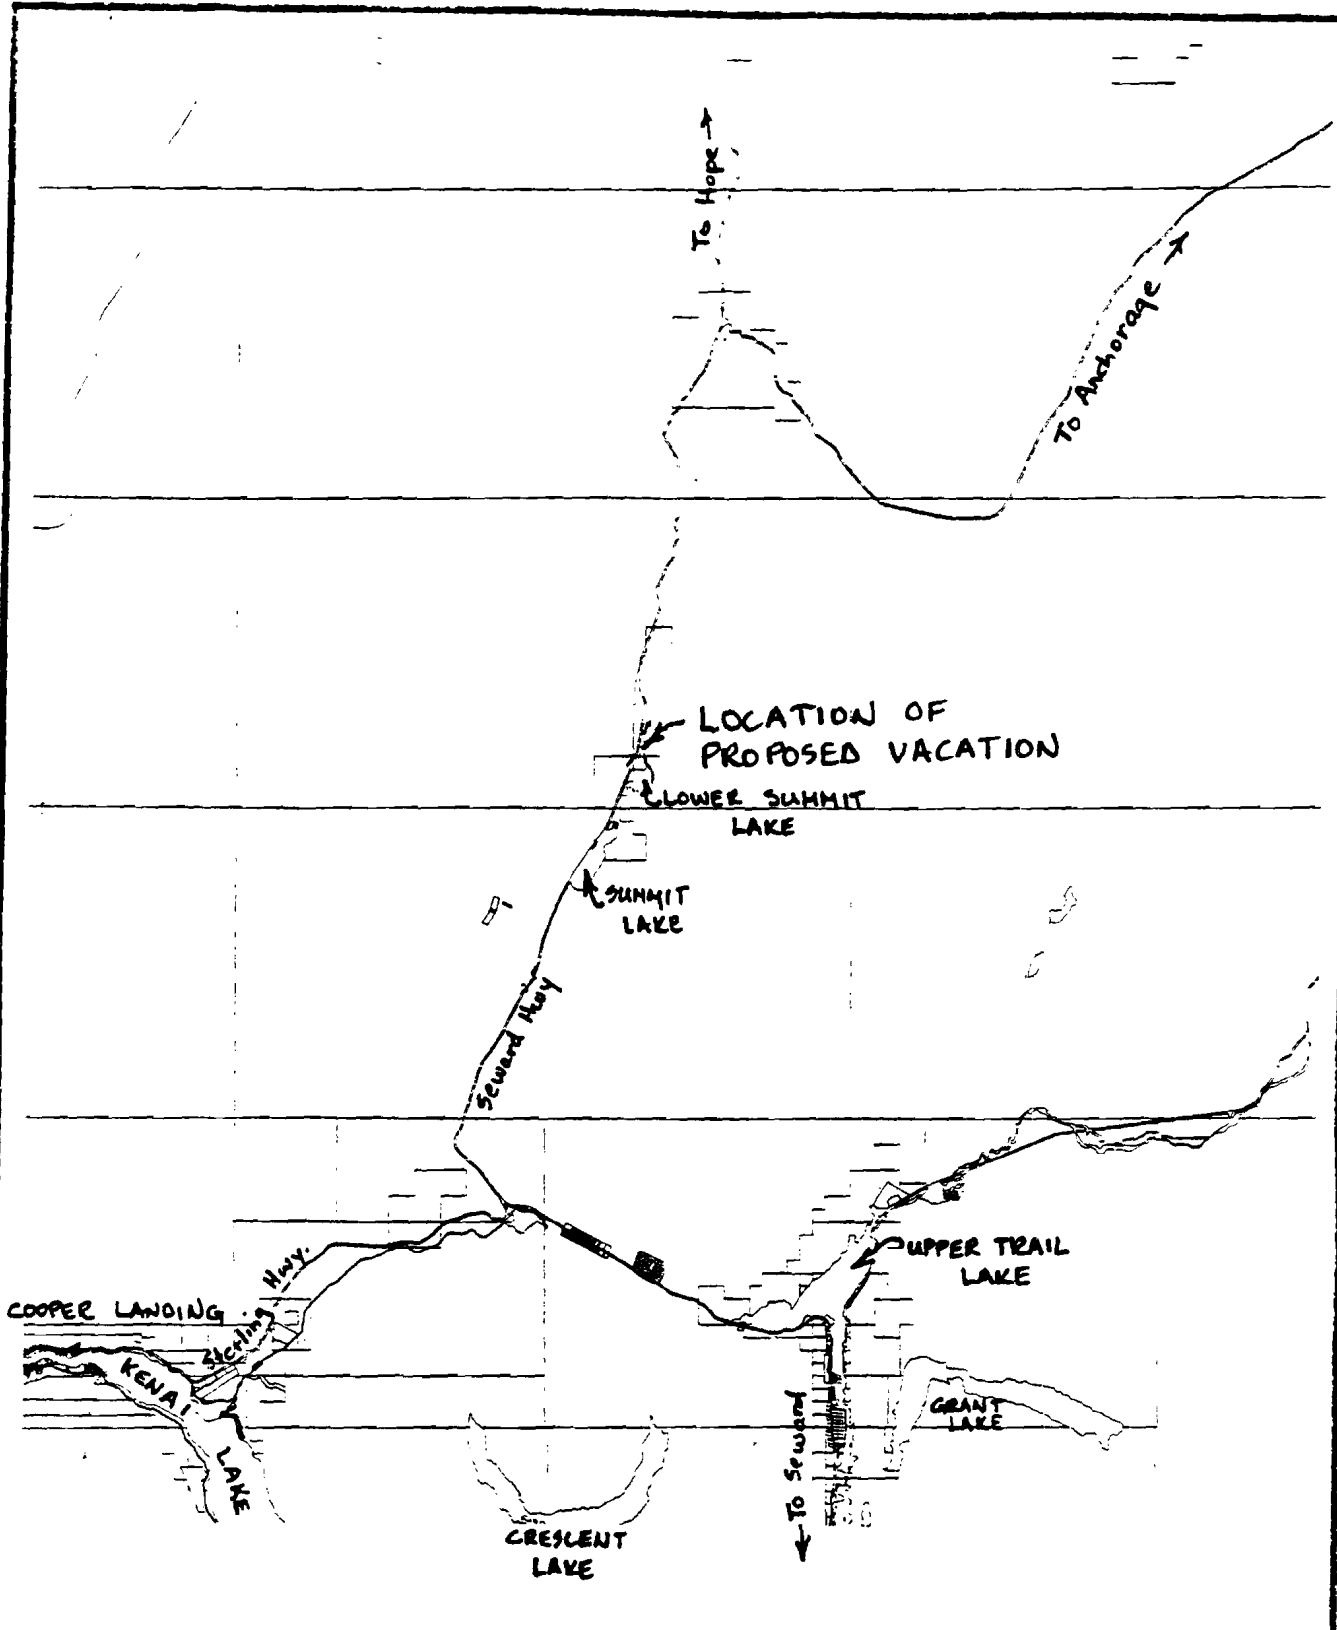 To Hope
To Anchorage
LOCATION OF
PROPOSED VACATION
LOWER SUMMIT
LAKE
SUMMIT
LAKE
Seward Hwy
UPPER TRAIL
LAKE
Sterling Hwy.
COOPER LANDING
KENAI
LAKE
GRANT
LAKE
To Seward
CRESCENT
LAKE